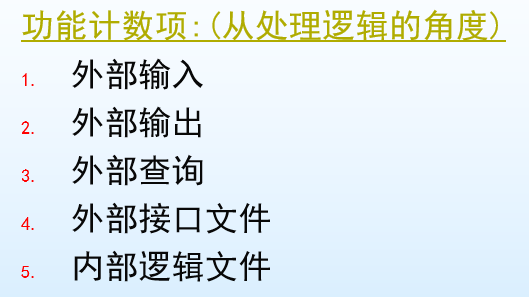 功能计数项:(从处理逻辑的角度)
1. 外部输入
2. 外部输出
3. 外部查询
4. 外部接口文件
5. 内部逻辑文件